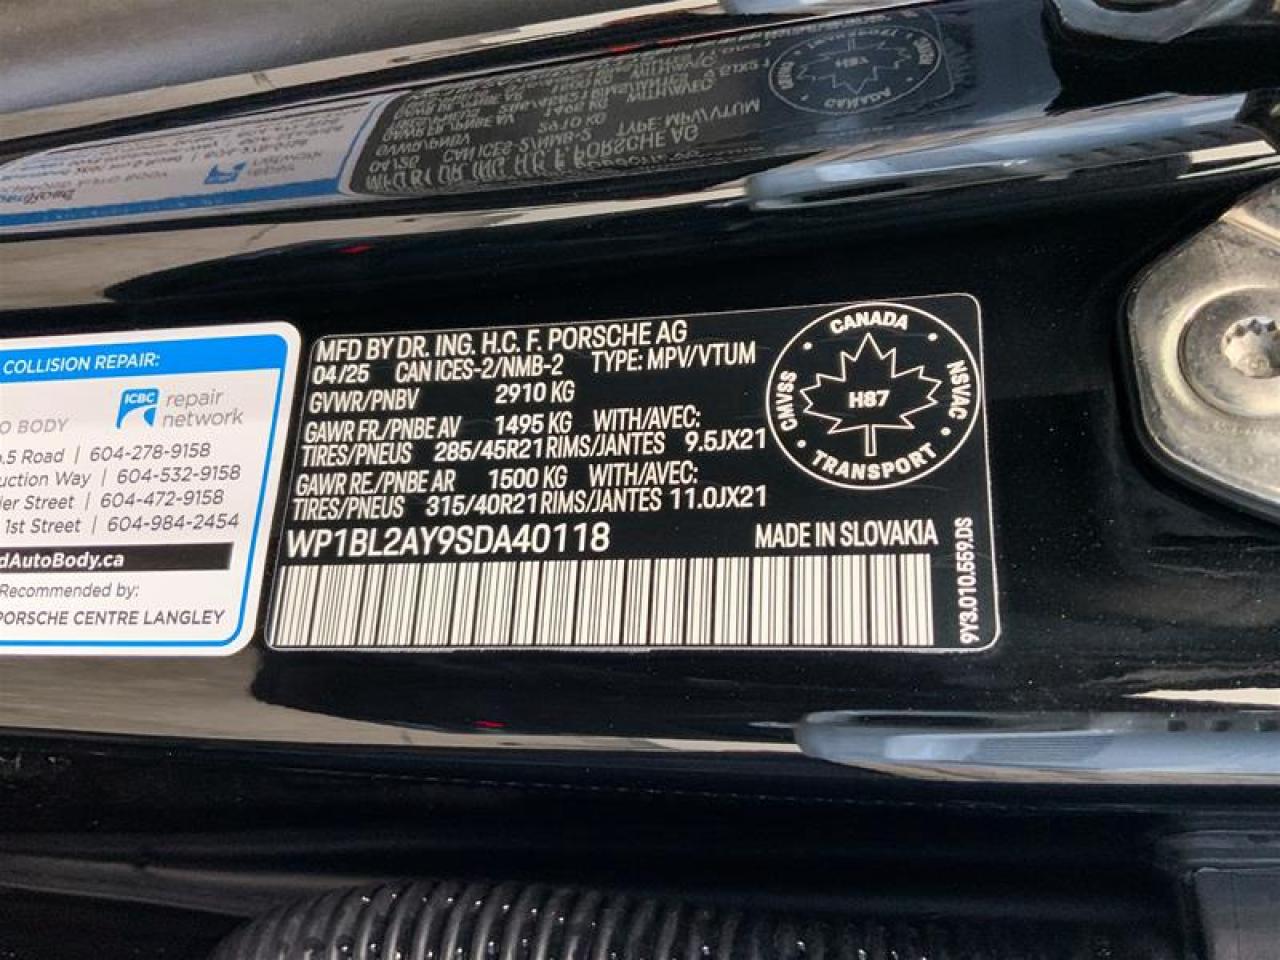 COLLISION REPAIR:
ICBC repair network
O BODY
.5 Road | 604-278-9158
uction Way | 604-532-9158
ier Street | 604-472-9158
1st Street | 604-984-2454
dAutoBody.ca
Recommended by:
PORSCHE CENTRE LANGLEY
MFD BY DR. ING. H.C. F. PORSCHE AG
04/25 CAN ICES-2/NMB-2 TYPE: MPV/VTUM
GVWR/PNBV 2910 KG
GAWR FR./PNBE AV 1495 KG WITH/AVEC:
TIRES/PNEUS 285/45R21 RIMS/JANTES 9.5JX21
GAWR RE./PNBE AR 1500 KG WITH/AVEC:
TIRES/PNEUS 315/40R21 RIMS/JANTES 11.0JX21
WP1BL2AY9SDA40118 MADE IN SLOVAKIA
CANADA
CMVSS
NSVAC
H87
TRANSPORT
9Y3.010.559.DS